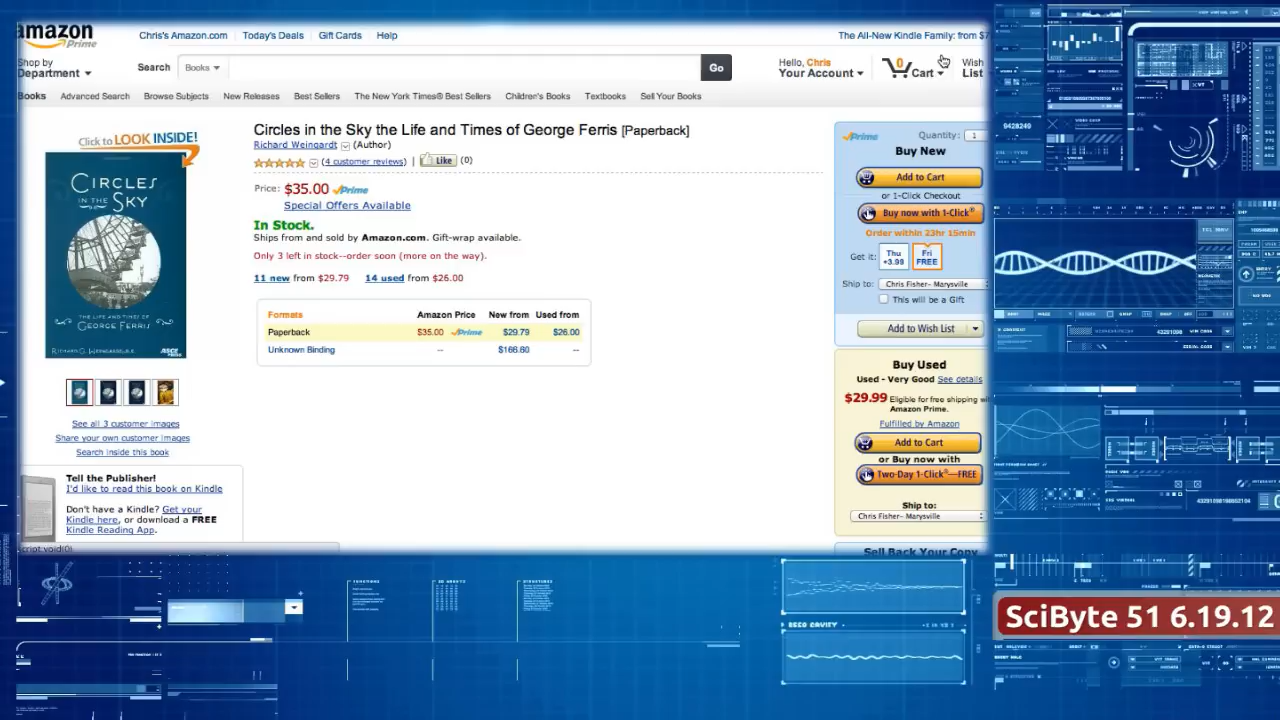 amazon
Prime
Chris's Amazon.com Today's Deals Gift Cards Help
The All-New Kindle Family: from $7
Shop by
Department
Search Books Go
Hello, Chris
Your Account
0
Cart
Wish
List
Books Advanced Search Browse Subjects New Releases The New York Times Children's Books Textbooks Sell Your Books
Click to LOOK INSIDE!
CIRCLES
IN THE
SKY
THE LIFE AND TIMES OF
GEORGE FERRIS
RICHARD G. WEINGARDT
ASCE
PRESS
Circles in Sky Life and Times of George Ferris [Paperback]
Richard Weingardt (Author)
(4 customer reviews) | Like (0)
Price: $35.00 Prime
Special Offers Available
In Stock.
Ships from and sold by Amazon.com. Gift-wrap available.
Only 3 left in stock--order soon (more on the way).
11 new from 14 used from $26.00
Formats Amazon Price New from Used from
Paperback $35.00 Prime $29.79 $26.00
Unknown Binding -- $166.60 --
See all 3 customer images
Share your own customer images
Search inside this book
Tell the Publisher!
I'd like to read this book on Kindle
Don't have a Kindle? Get your
Kindle here, or download a FREE
Kindle Reading App.
script:void(0)
Prime Quantity: 1
Buy New
Add to Cart
or 1-Click Checkout
Buy now with 1-Click®
Order within 23hr 15min
Get it: Thu +3.99 Fri FREE
Ship to: Chris Fisher- Marysville
This will be a Gift
Add to Wish List
Buy Used
Used - Very Good See details
$29.99 Eligible for free shipping with
Amazon Prime.
Fulfilled by Amazon
Add to Cart
or Buy now with
Two-Day 1-Click®—FREE
Ship to:
Chris Fisher- Marysville
Sell Back Your Copy
9428249
SciByte 51 6.19.12